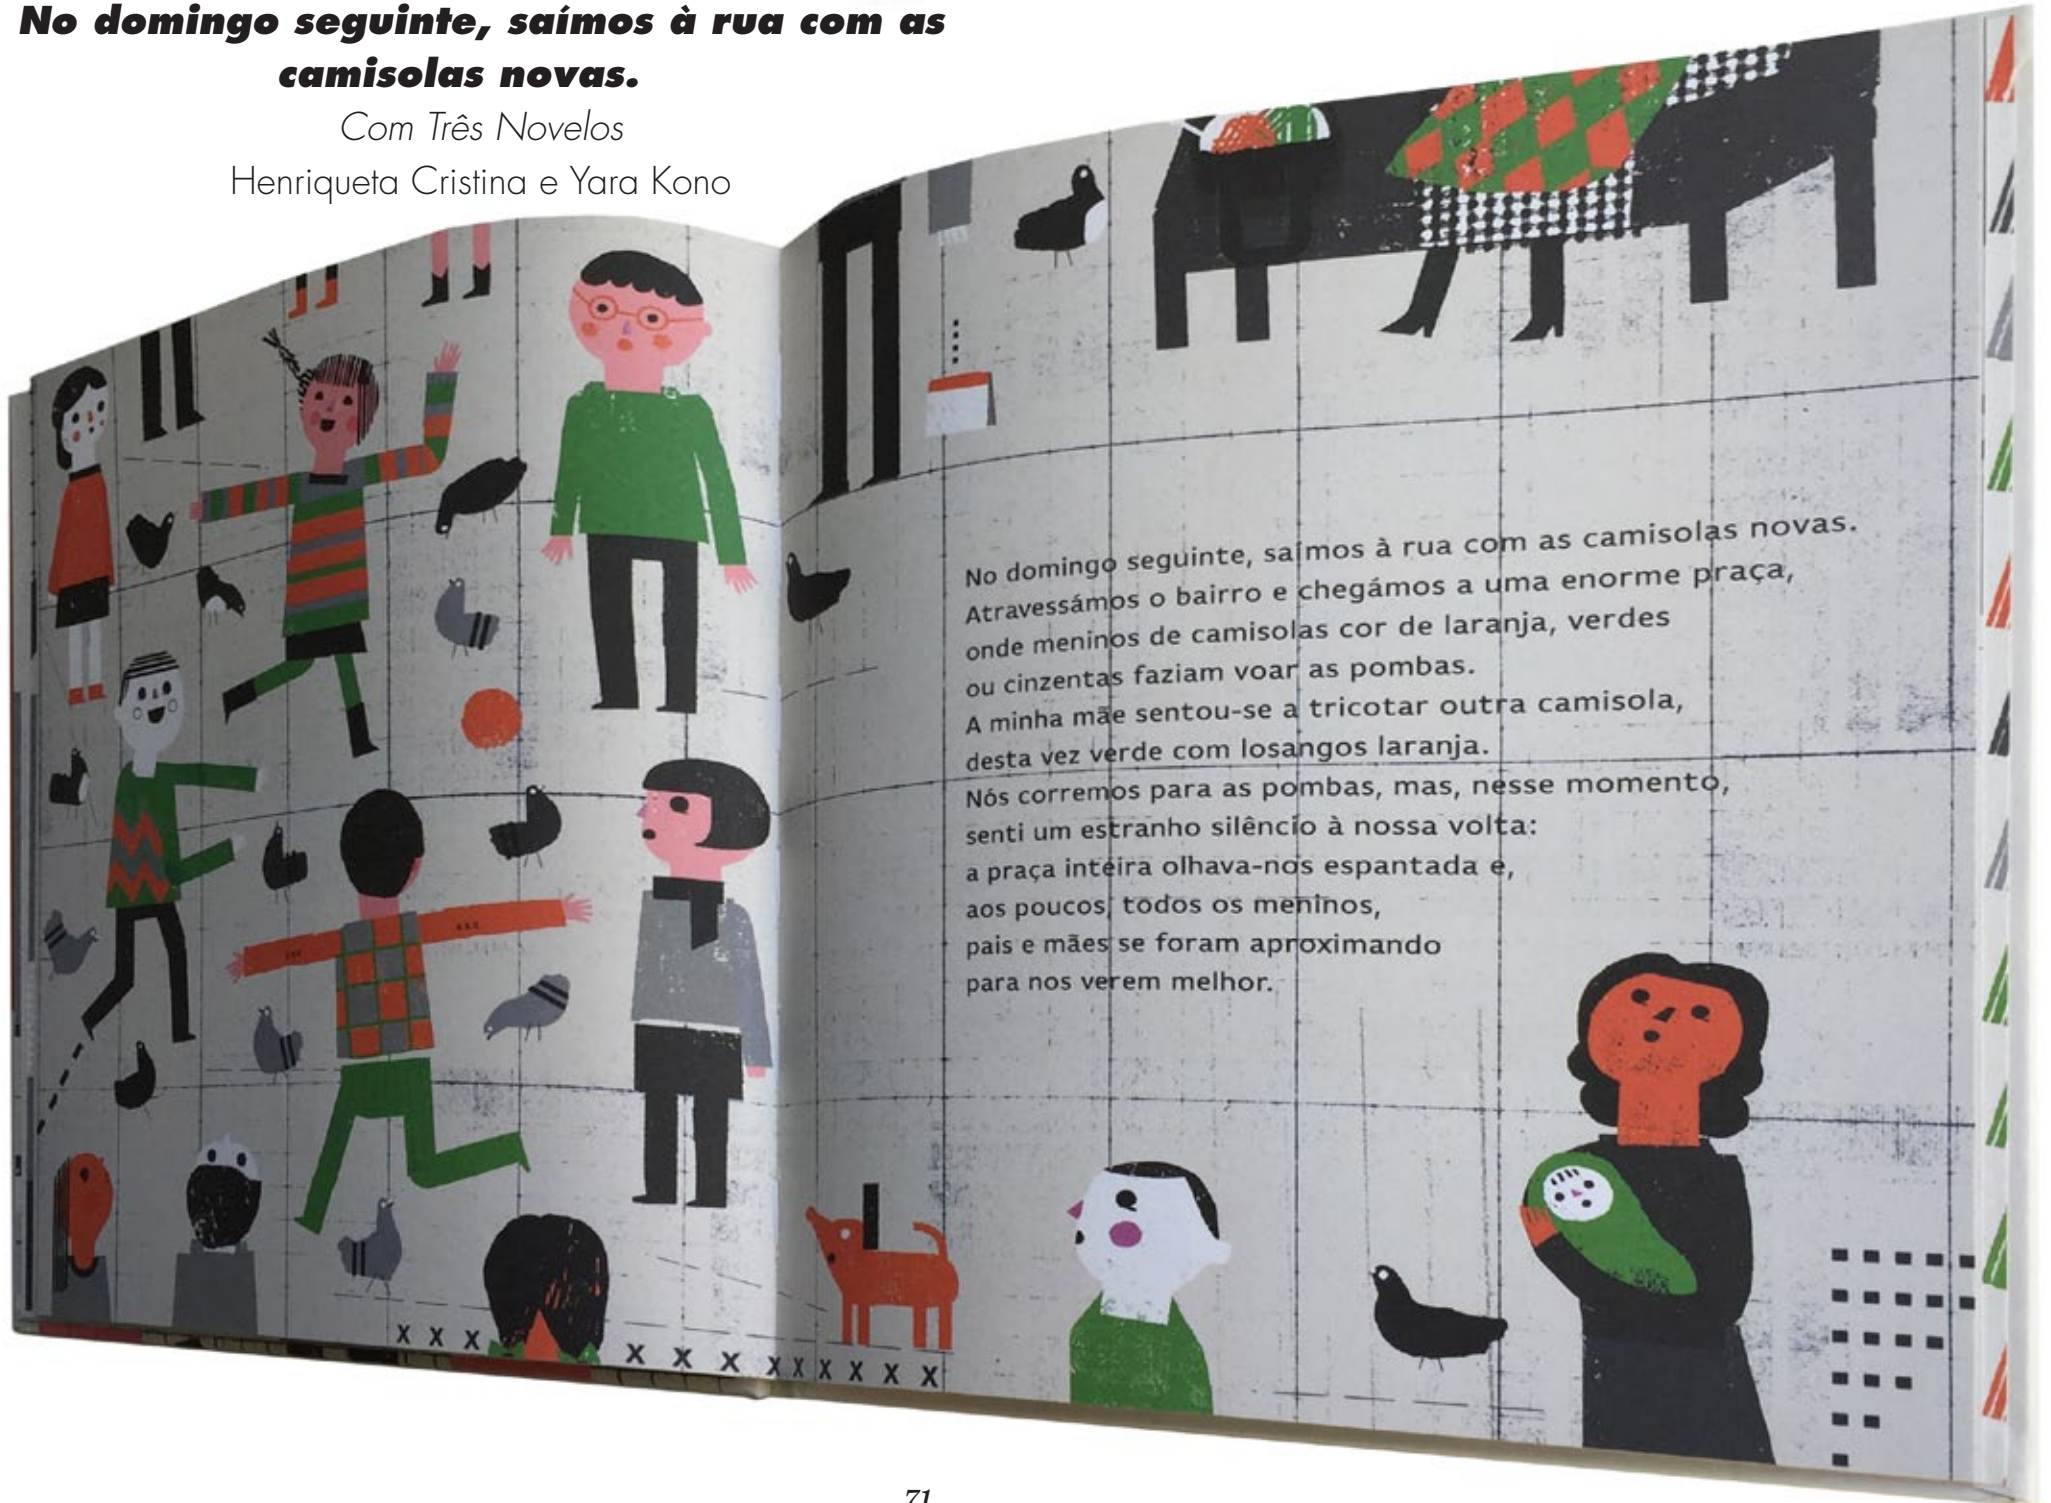 No domingo seguinte, saímos à rua com as
camisolas novas.
Com Três Novelos
Henriqueta Cristina e Yara Kono
No domingo seguinte, saímos à rua com as camisolas novas.
Atravessámos o bairro e chegámos a uma enorme praça,
onde meninos de camisolas cor de laranja, verdes
ou cinzentas faziam voar as pombas.
A minha mãe sentou-se a tricotar outra camisola,
desta vez verde com losangos laranja.
Nós corremos para as pombas, mas, nesse momento,
senti um estranho silêncio à nossa volta:
a praça inteira olhava-nos espantada e,
aos poucos, todos os meninos,
pais e mães se foram aproximando
para nos verem melhor.
X X X X X X X X X X X X
71